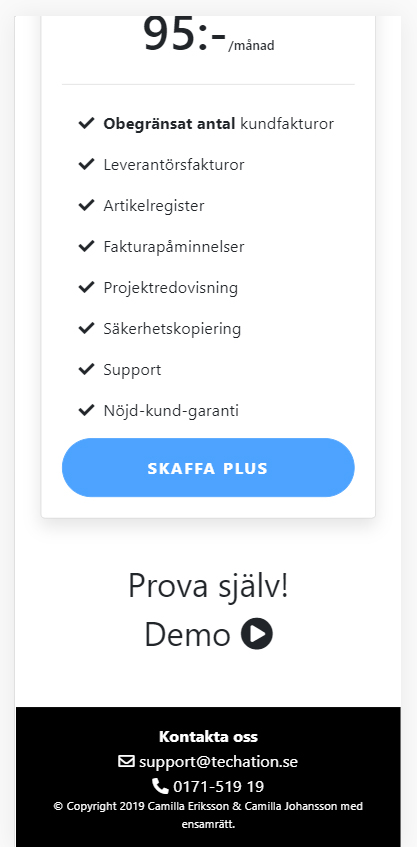 95:-/månad
Obegränsat antal kundfakturor
Leverantörsfakturor
Artikelregister
Fakturapåminnelser
Projektredovisning
Säkerhetskopiering
Support
Nöjd-kund-garanti
SKAFFA PLUS
Prova själv!
Demo
Kontakta oss
support@techation.se
0171-519 19
© Copyright 2019 Camilla Eriksson & Camilla Johansson med
ensamrätt.